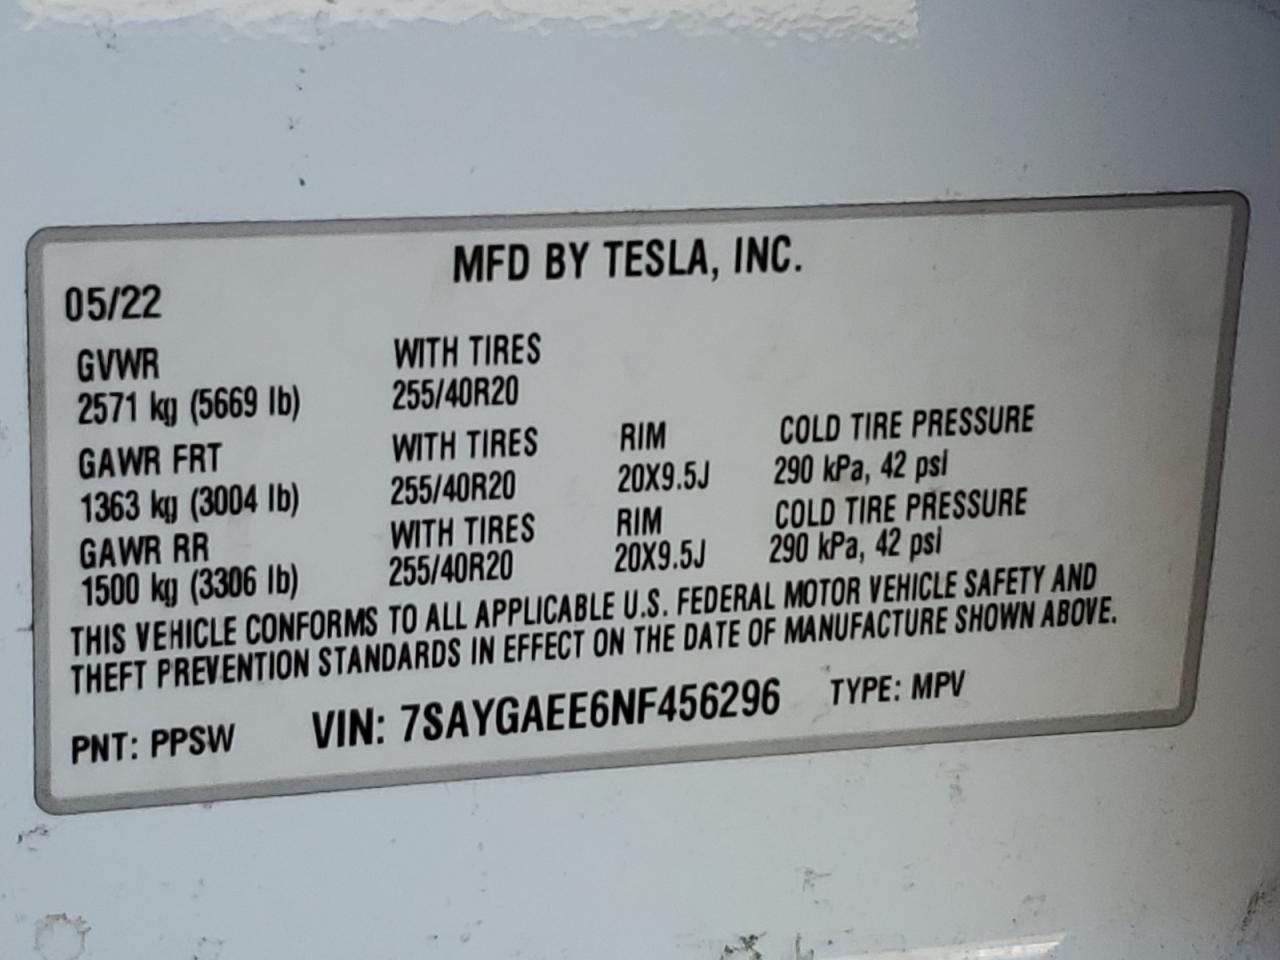 MFD BY TESLA, INC.
05/22
GVWR WITH TIRES
2571 kg (5669 lb) 255/40R20
GAWR FRT WITH TIRES RIM COLD TIRE PRESSURE
1363 kg (3004 lb) 255/40R20 20X9.5J 290 kPa, 42 psi
GAWR RR WITH TIRES RIM COLD TIRE PRESSURE
1500 kg (3306 lb) 255/40R20 20X9.5J 290 kPa, 42 psi
THIS VEHICLE CONFORMS TO ALL APPLICABLE U.S. FEDERAL MOTOR VEHICLE SAFETY AND
THEFT PREVENTION STANDARDS IN EFFECT ON THE DATE OF MANUFACTURE SHOWN ABOVE.
PNT: PPSW VIN: 7SAYGAEE6NF456296 TYPE: MPV